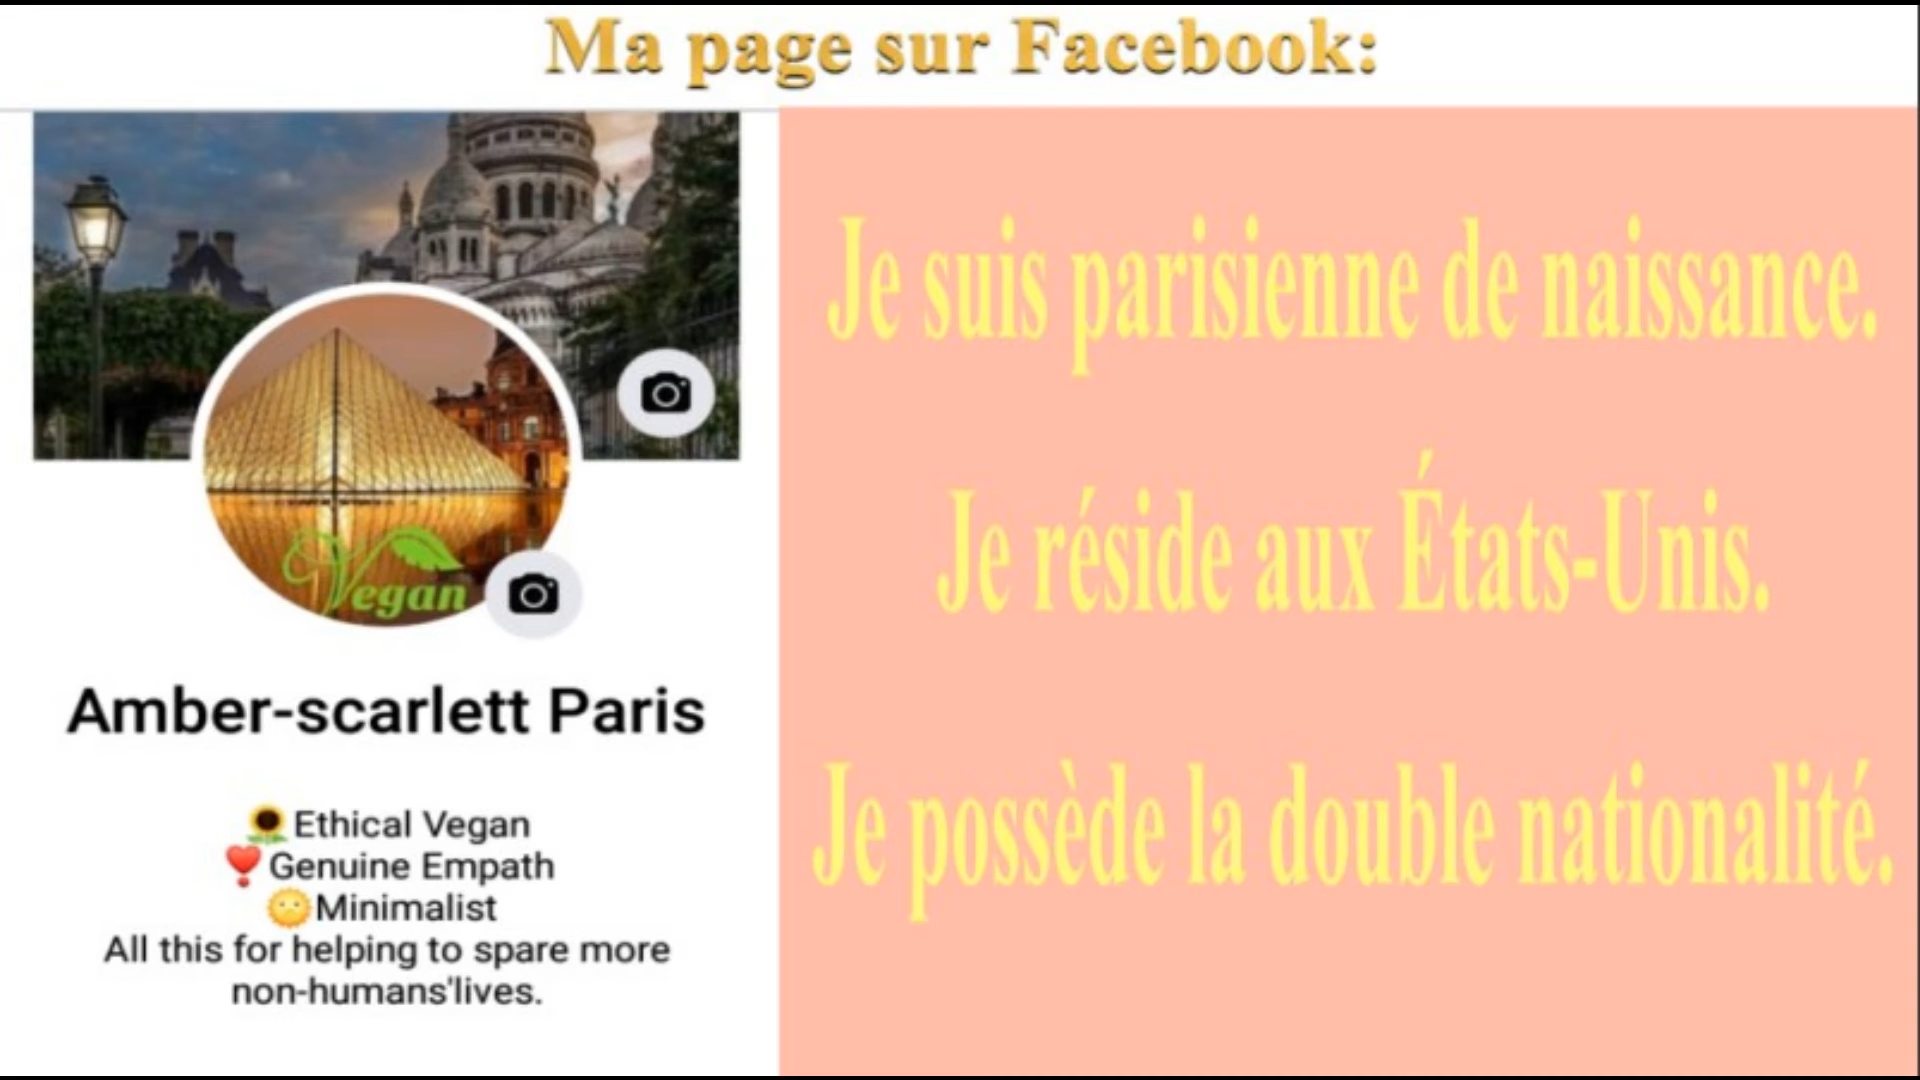 Ma page sur Facebook:
Vegan
Amber-scarlett Paris
🌻Ethical Vegan
❣️Genuine Empath
🌞Minimalist
All this for helping to spare more
non-humans'lives.
Je suis parisienne de naissance.
Je réside aux États-Unis.
Je possède la double nationalité.